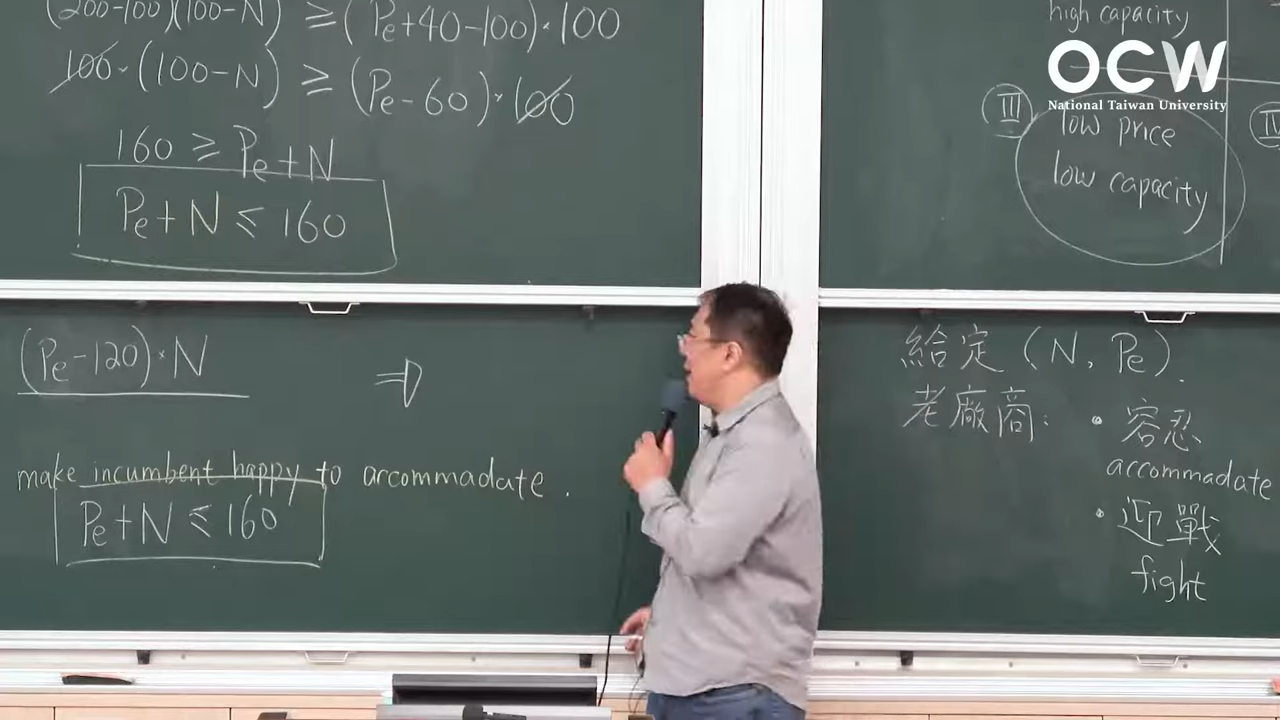 (200-100)(100-N) ≥ (Pe+40-100)·100
100·(100-N) ≥ (Pe-60)·100
160 ≥ Pe+N
Pe+N ≤ 160
(Pe-120)·N ⇒
make incumbent happy to accommadate.
Pe+N ≤ 160
high capacity
OCW
National Taiwan University
III
low price
low capacity
IV
給定 (N, Pe).
老廠商: • 容忍
accommadate
• 迎戰
fight